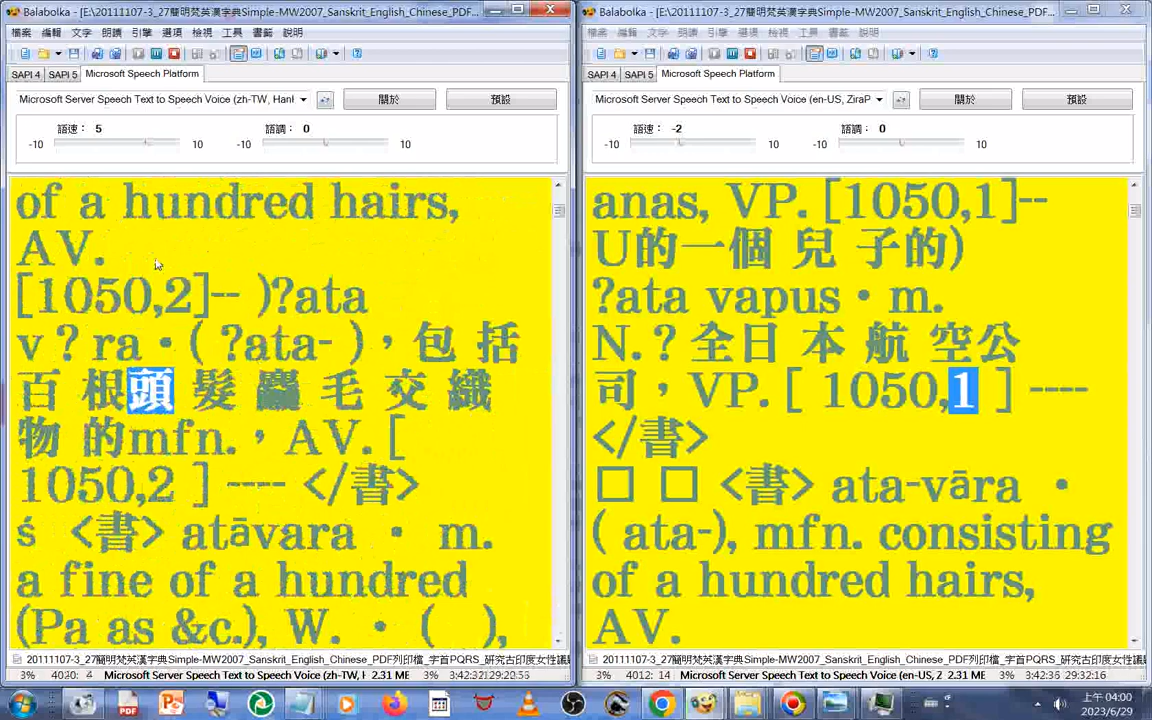 Balabolka - [E:\20111107-3_27簡明梵英漢字典Simple-MW2007_Sanskrit_English_Chinese_PDF...
檔案 編輯 文字 朗讀 引擎 選項 檢視 工具 書籤 說明
SAPI 4 SAPI 5 Microsoft Speech Platform
Microsoft Server Speech Text to Speech Voice (zh-TW, Han
關於 預設
語速： 5 語調： 0
-10 10 -10 10
of a hundred hairs,
AV.
[1050,2]-- )?ata
v ? ra•( ?ata- )，包 括
百 根 頭 髮 毛 交 織
物 的mfn.，AV. [
1050,2 ] ---- </書>
ś <書> atāvara • m.
a fine of a hundred
(Pa as &c.), W. • ( ),
20111107-3_27簡明梵英漢字典Simple-MW2007_Sanskrit_English_Chinese_PDF列印檔_字首PQRS_研究古印度女性議
3% 4020: 4 Microsoft Server Speech Text to Speech Voice (zh-TW, H 2.31 ME
Balabolka - [E:\20111107-3_27簡明梵英漢字典Simple-MW2007_Sanskrit_English_Chinese_PDF...
檔案 編輯 文字 朗讀 引擎 選項 檢視 工具 書籤 說明
SAPI 4 SAPI 5 Microsoft Speech Platform
Microsoft Server Speech Text to Speech Voice (en-US, ZiraP
關於 預設
語速： -2 語調： 0
-10 10 -10 10
anas, VP. [1050,1]--
U的一個 兒 子的)
?ata vapus • m.
N.？全日 本 航 空公
司，VP. [ 1050,1 ] ----
</書>
□ □ <書> ata-vāra •
( ata-), mfn. consisting
of a hundred hairs,
AV.
20111107-3_27簡明梵英漢字典Simple-MW2007_Sanskrit_English_Chinese_PDF列印檔_字首PQRS_研究古印度女性議
3% 4012: 14 Microsoft Server Speech Text to Speech Voice (en-US, Z 2.31 ME 3:42:36|29:32:16
上午 04:00
2023/6/29